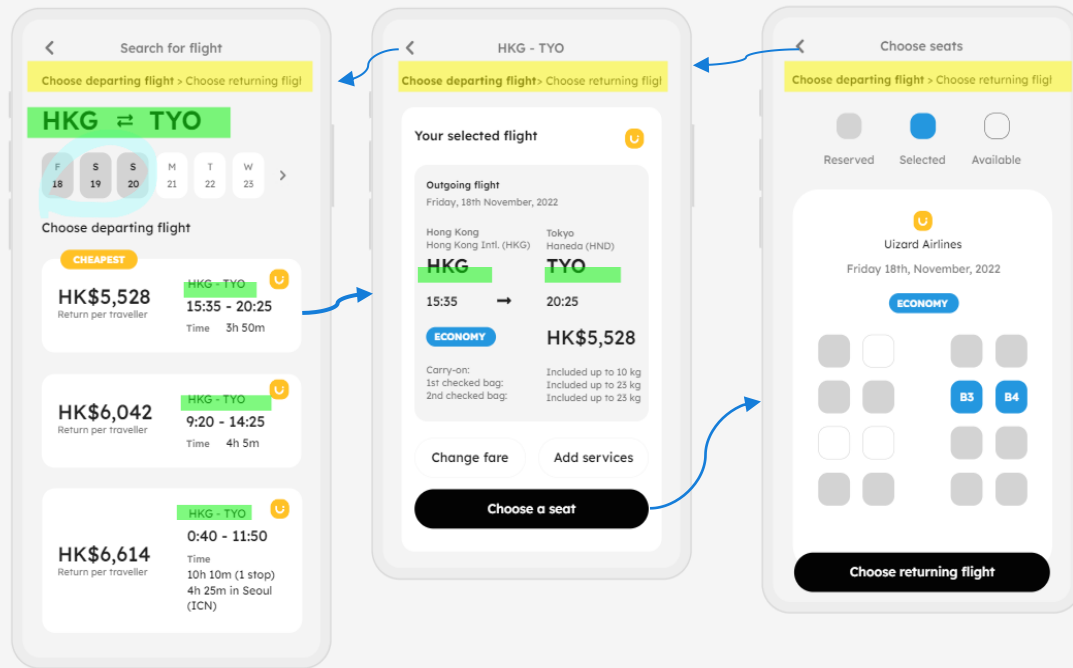 Search for flight
Choose departing flight > Choose returning fligl
HKG ⇄ TYO
F S S M T W
18 19 20 21 22 23
Choose departing flight
CHEAPEST
HK$5,528
Return per traveller
HKG - TYO
15:35 - 20:25
Time 3h 50m
HK$6,042
Return per traveller
HKG - TYO
9:20 - 14:25
Time 4h 5m
HK$6,614
Return per traveller
HKG - TYO
0:40 - 11:50
Time
10h 10m (1 stop)
4h 25m in Seoul
(ICN)
HKG - TYO
Choose departing flight> Choose returning fligl
Your selected flight
Outgoing flight
Friday, 18th November, 2022
Hong Kong
Hong Kong Intl. (HKG)
HKG
Tokyo
Haneda (HND)
TYO
15:35 → 20:25
ECONOMY
HK$5,528
Carry-on: Included up to 10 kg
1st checked bag: Included up to 23 kg
2nd checked bag: Included up to 23 kg
Change fare
Add services
Choose a seat
Choose seats
Choose departing flight > Choose returning fligl
Reserved Selected Available
Uizard Airlines
Friday 18th, November, 2022
ECONOMY
B3 B4
Choose returning flight